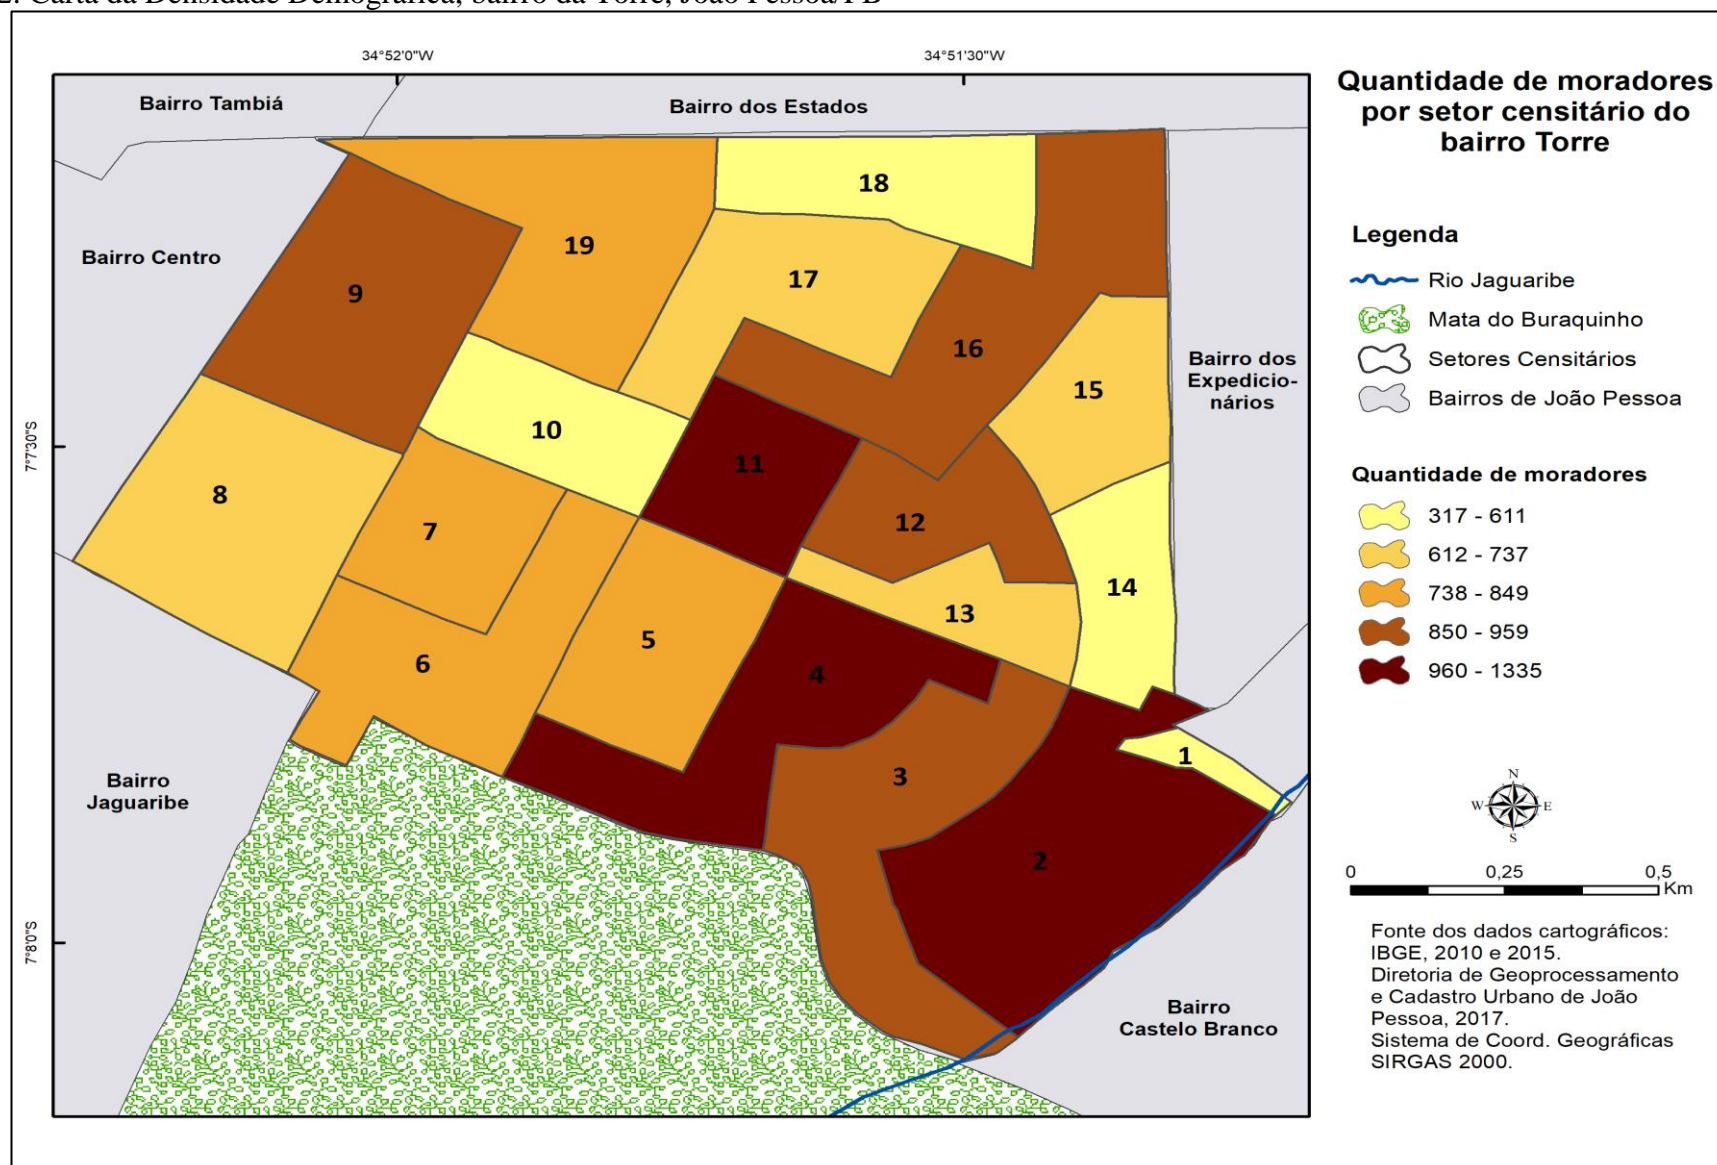 2. Carta da Densidade Demográfica, bairro da Torre, João Pessoa/PB
34°52'0"W
34°51'30"W
Bairro Tambiá
Bairro dos Estados
Bairro Centro
Bairro dos
Expedicio-
nários
Bairro
Jaguaribe
Bairro
Castelo Branco
7°7'30"S
7°8'0"S
18
19
9
17
16
15
10
11
8
7
12
14
13
5
6
4
1
3
2
Quantidade de moradores
por setor censitário do
bairro Torre
Legenda
Rio Jaguaribe
Mata do Buraquinho
Setores Censitários
Bairros de João Pessoa
Quantidade de moradores
317 - 611
612 - 737
738 - 849
850 - 959
960 - 1335
N
W
E
S
0
0,25
0,5
Km
Fonte dos dados cartográficos:
IBGE, 2010 e 2015.
Diretoria de Geoprocessamento
e Cadastro Urbano de João
Pessoa, 2017.
Sistema de Coord. Geográficas
SIRGAS 2000.